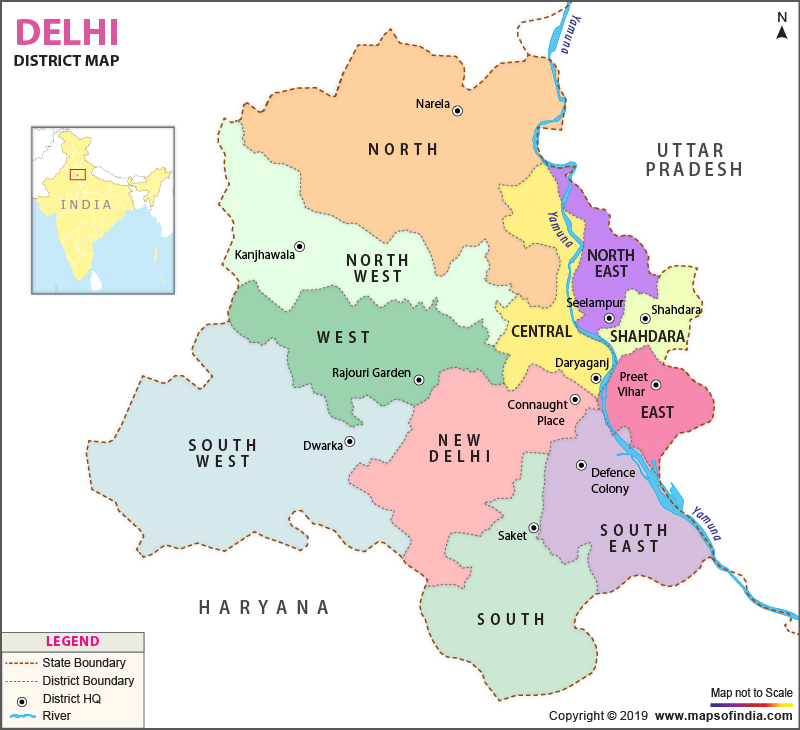 DELHI
DISTRICT MAP
N
Yamuna
Narela
NORTH
UTTAR
PRADESH
INDIA
Yamuna
Kanjhawala
NORTH
WEST
NORTH
EAST
Seelampur
Shahdara
WEST
CENTRAL
SHAHDARA
Rajouri Garden
Daryaganj
Preet
Vihar
Connaught
Place
EAST
SOUTH
WEST
Dwarka
NEW
DELHI
Defence
Colony
Yamuna
Saket
SOUTH
EAST
HARYANA
SOUTH
LEGEND
State Boundary
District Boundary
District HQ
River
Map not to Scale
Copyright © 2019 www.mapsofindia.com